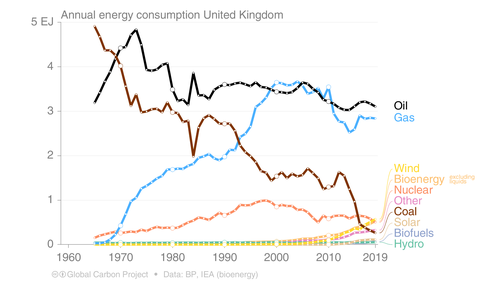 Annual energy consumption United Kingdom
5 EJ
4
3
2
1
0
1960
1970
1980
1990
2000
2010
2019
Oil
Gas
Wind
Bioenergy excluding liquids
Nuclear
Other
Coal
Solar
Biofuels
Hydro
Global Carbon Project • Data: BP, IEA (bioenergy)